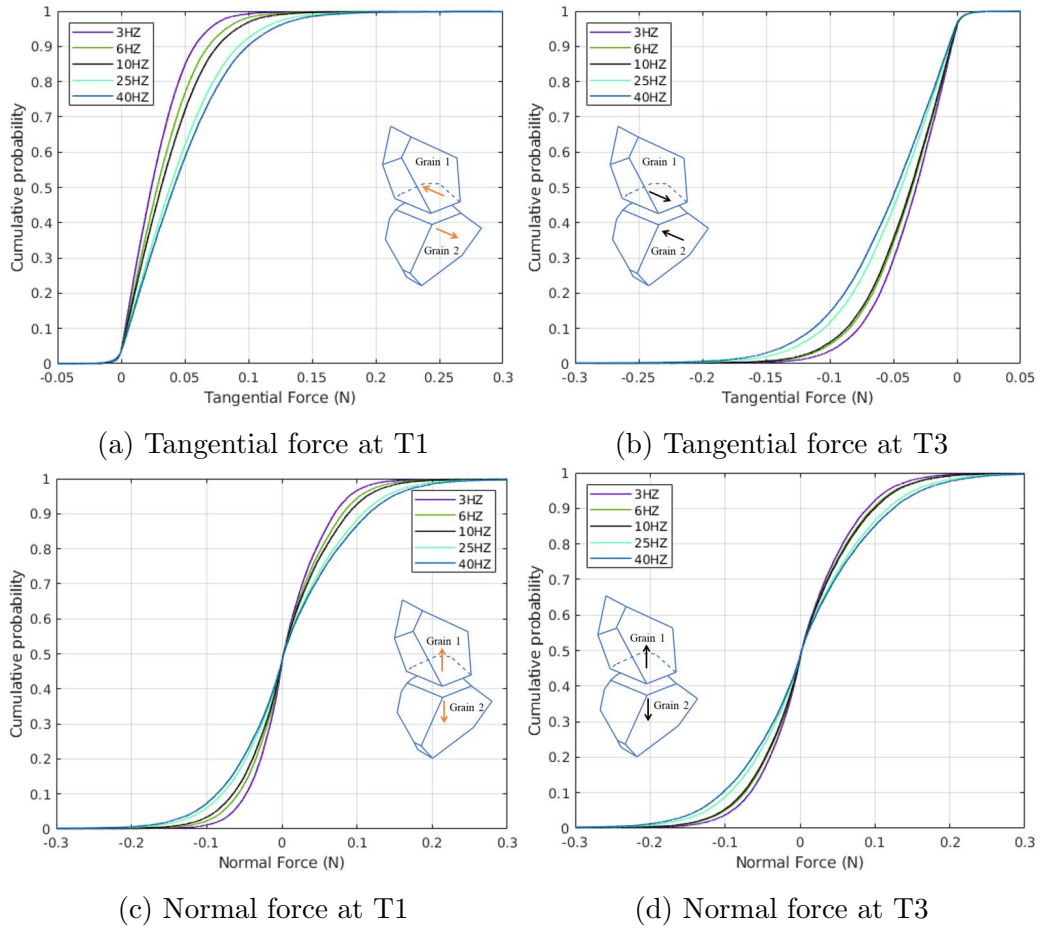 1
0.9
0.8
0.7
0.6
0.5
0.4
0.3
0.2
0.1
0
Cumulative probability
3HZ
6HZ
10HZ
25HZ
40HZ
Grain 1
Grain 2
-0.05 0 0.05 0.1 0.15 0.2 0.25 0.3
Tangential Force (N)
(a) Tangential force at T1
1
0.9
0.8
0.7
0.6
0.5
0.4
0.3
0.2
0.1
0
Cumulative probability
3HZ
6HZ
10HZ
25HZ
40HZ
Grain 1
Grain 2
-0.3 -0.25 -0.2 -0.15 -0.1 -0.05 0 0.05
Tangential Force (N)
(b) Tangential force at T3
1
0.9
0.8
0.7
0.6
0.5
0.4
0.3
0.2
0.1
0
Cumulative probability
3HZ
6HZ
10HZ
25HZ
40HZ
Grain 1
Grain 2
-0.3 -0.2 -0.1 0 0.1 0.2 0.3
Normal Force (N)
(c) Normal force at T1
1
0.9
0.8
0.7
0.6
0.5
0.4
0.3
0.2
0.1
0
Cumulative probability
3HZ
6HZ
10HZ
25HZ
40HZ
Grain 1
Grain 2
-0.3 -0.2 -0.1 0 0.1 0.2 0.3
Normal Force (N)
(d) Normal force at T3